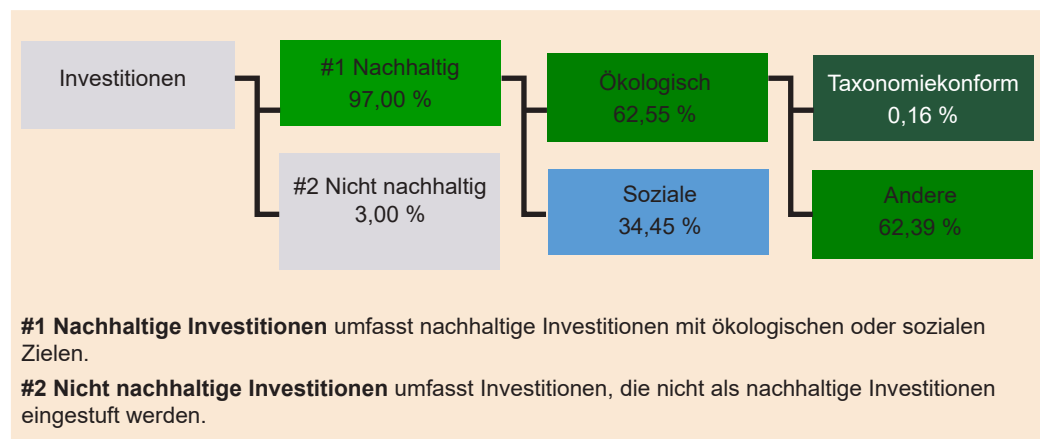 Investitionen
#1 Nachhaltig
97,00 %
#2 Nicht nachhaltig
3,00 %
Ökologisch
62,55 %
Soziale
34,45 %
Taxonomiekonform
0,16 %
Andere
62,39 %
#1 Nachhaltige Investitionen umfasst nachhaltige Investitionen mit ökologischen oder sozialen
Zielen.
#2 Nicht nachhaltige Investitionen umfasst Investitionen, die nicht als nachhaltige Investitionen
eingestuft werden.